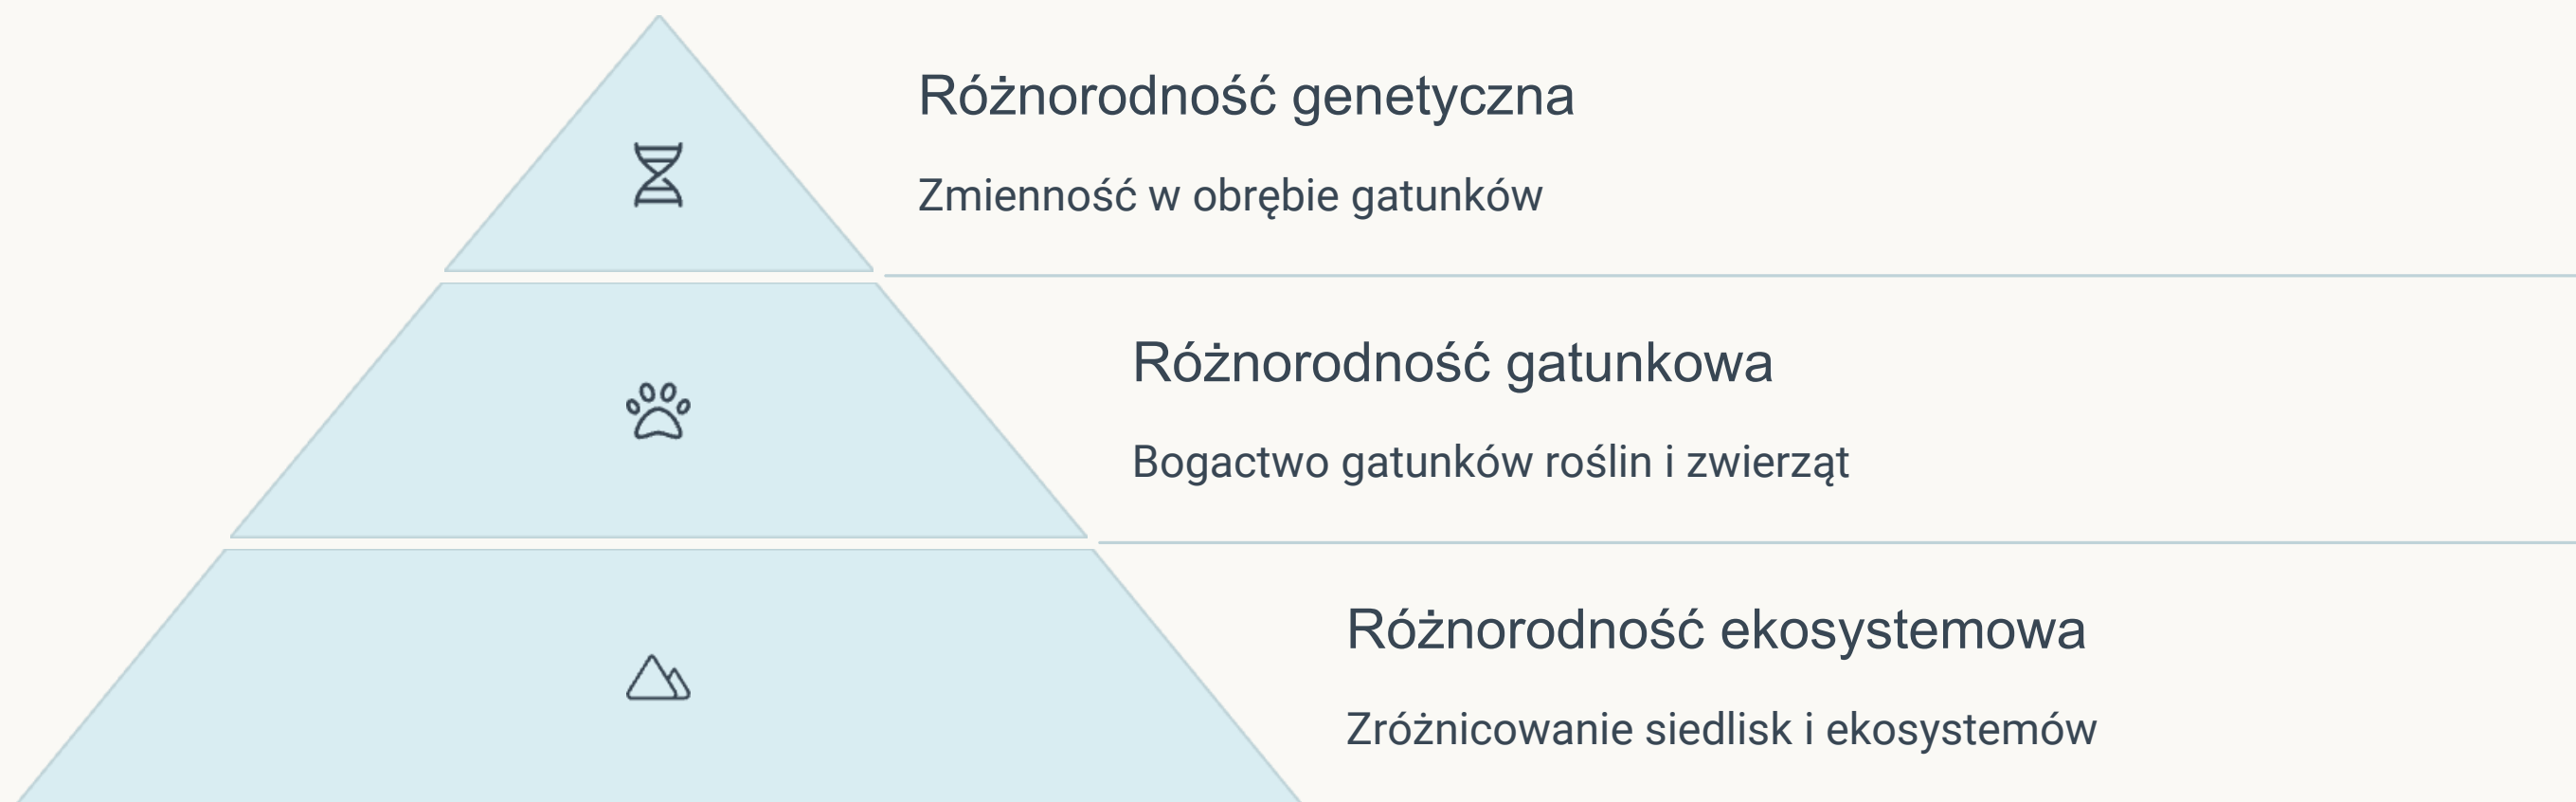 Różnorodność genetyczna
Zmienność w obrębie gatunków
Różnorodność gatunkowa
Bogactwo gatunków roślin i zwierząt
Różnorodność ekosystemowa
Zróżnicowanie siedlisk i ekosystemów